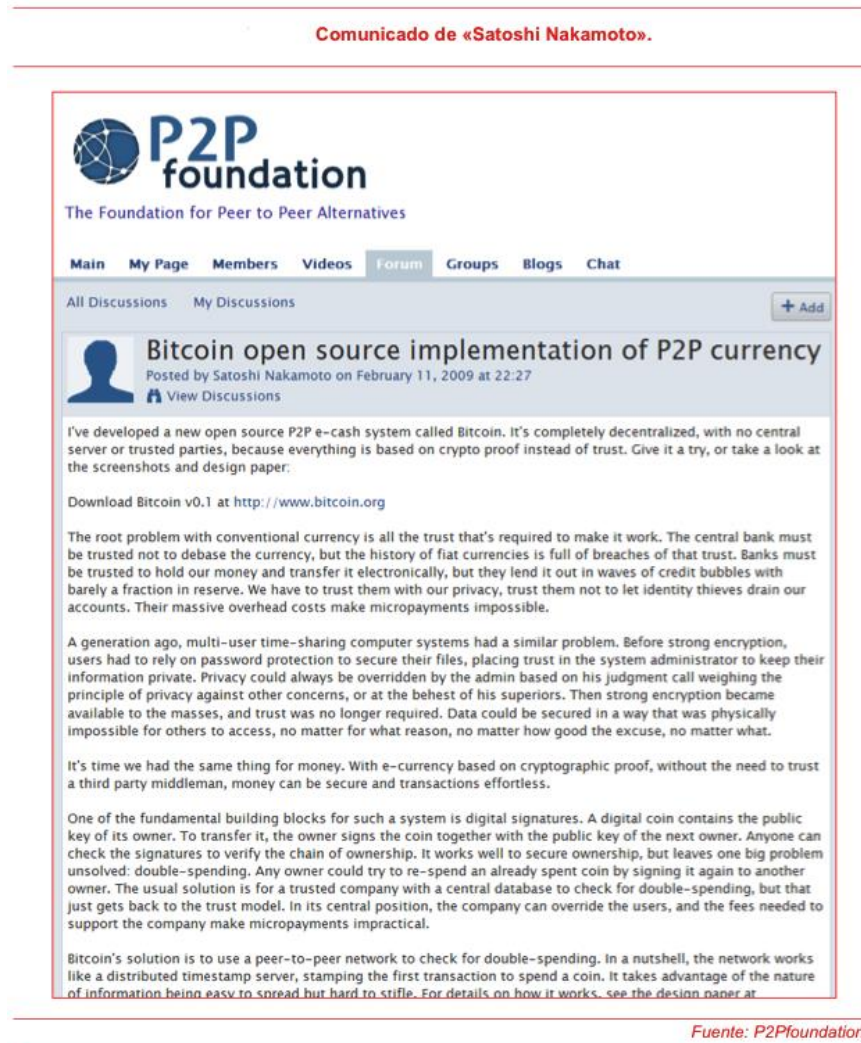 Comunicado de «Satoshi Nakamoto».
P2P
foundation
The Foundation for Peer to Peer Alternatives
Main My Page Members Videos Forum Groups Blogs Chat
All Discussions My Discussions + Add
Bitcoin open source implementation of P2P currency
Posted by Satoshi Nakamoto on February 11, 2009 at 22:27
View Discussions
I've developed a new open source P2P e-cash system called Bitcoin. It's completely decentralized, with no central
server or trusted parties, because everything is based on crypto proof instead of trust. Give it a try, or take a look at
the screenshots and design paper:
Download Bitcoin v0.1 at http://www.bitcoin.org
The root problem with conventional currency is all the trust that's required to make it work. The central bank must
be trusted not to debase the currency, but the history of fiat currencies is full of breaches of that trust. Banks must
be trusted to hold our money and transfer it electronically, but they lend it out in waves of credit bubbles with
barely a fraction in reserve. We have to trust them with our privacy, trust them not to let identity thieves drain our
accounts. Their massive overhead costs make micropayments impossible.
A generation ago, multi-user time-sharing computer systems had a similar problem. Before strong encryption,
users had to rely on password protection to secure their files, placing trust in the system administrator to keep their
information private. Privacy could always be overridden by the admin based on his judgment call weighing the
principle of privacy against other concerns, or at the behest of his superiors. Then strong encryption became
available to the masses, and trust was no longer required. Data could be secured in a way that was physically
impossible for others to access, no matter for what reason, no matter how good the excuse, no matter what.
It's time we had the same thing for money. With e-currency based on cryptographic proof, without the need to trust
a third party middleman, money can be secure and transactions effortless.
One of the fundamental building blocks for such a system is digital signatures. A digital coin contains the public
key of its owner. To transfer it, the owner signs the coin together with the public key of the next owner. Anyone can
check the signatures to verify the chain of ownership. It works well to secure ownership, but leaves one big problem
unsolved: double-spending. Any owner could try to re-spend an already spent coin by signing it again to another
owner. The usual solution is for a trusted company with a central database to check for double-spending, but that
just gets back to the trust model. In its central position, the company can override the users, and the fees needed to
support the company make micropayments impractical.
Bitcoin's solution is to use a peer-to-peer network to check for double-spending. In a nutshell, the network works
like a distributed timestamp server, stamping the first transaction to spend a coin. It takes advantage of the nature
of information being easy to spread but hard to stifle. For details on how it works, see the design paper at
Fuente: P2Pfoundation